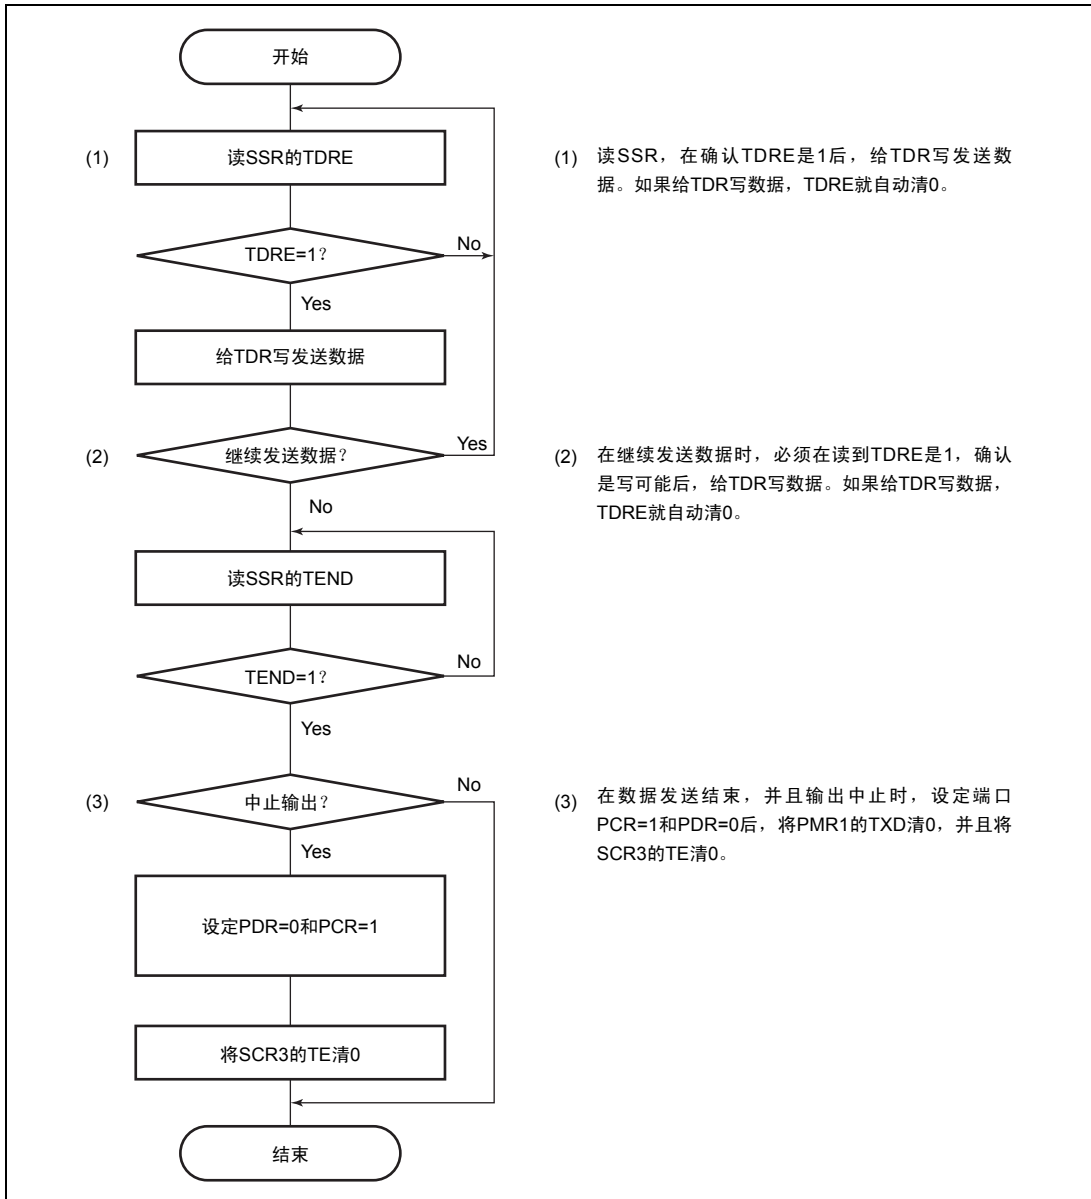 开始
(1)
读SSR的TDRE
(1) 读SSR，在确认TDRE是1后，给TDR写发送数
据。如果给TDR写数据，TDRE就自动清0。
TDRE=1？
No
Yes
给TDR写发送数据
(2)
继续发送数据？
Yes
(2) 在继续发送数据时，必须在读到TDRE是1，确认
是写可能后，给TDR写数据。如果给TDR写数据，
TDRE就自动清0。
No
读SSR的TEND
TEND=1？
No
Yes
(3)
中止输出？
No
(3) 在数据发送结束，并且输出中止时，设定端口
PCR=1和PDR=0后，将PMR1的TXD清0，并且将
SCR3的TE清0。
Yes
设定PDR=0和PCR=1
将SCR3的TE清0
结束